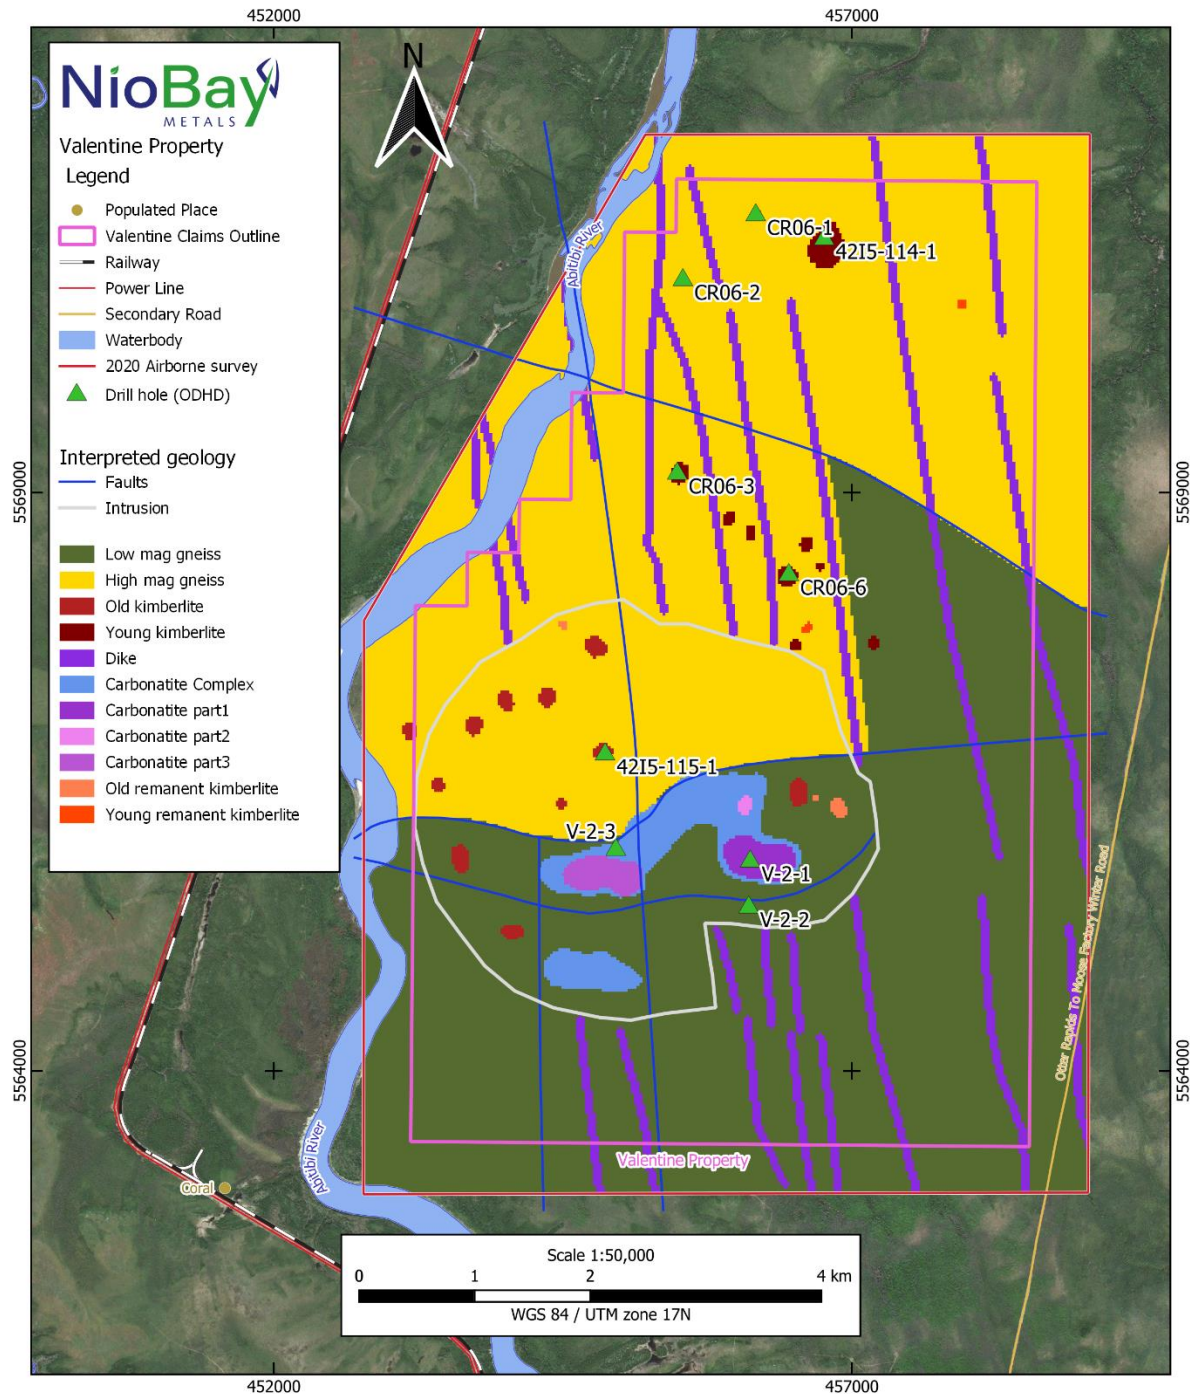 452000
457000
NioBay
METALS
Valentine Property
Legend
Populated Place
Valentine Claims Outline
Railway
Power Line
Secondary Road
Waterbody
2020 Airborne survey
Drill hole (ODHD)
Interpreted geology
Faults
Intrusion
Low mag gneiss
High mag gneiss
Old kimberlite
Young kimberlite
Dike
Carbonatite Complex
Carbonatite part1
Carbonatite part2
Carbonatite part3
Old remanent kimberlite
Young remanent kimberlite
N
Abitibi River
CR06-1
42I5-114-1
CR06-2
5569000
5569000
CR06-3
CR06-6
42I5-115-1
V-2-3
V-2-1
V-2-2
Otter Rapids To Moose Factory Winter Road
5564000
5564000
Abitibi River
Coral
Valentine Property
Scale 1:50,000
0 1 2 4 km
WGS 84 / UTM zone 17N
452000
457000